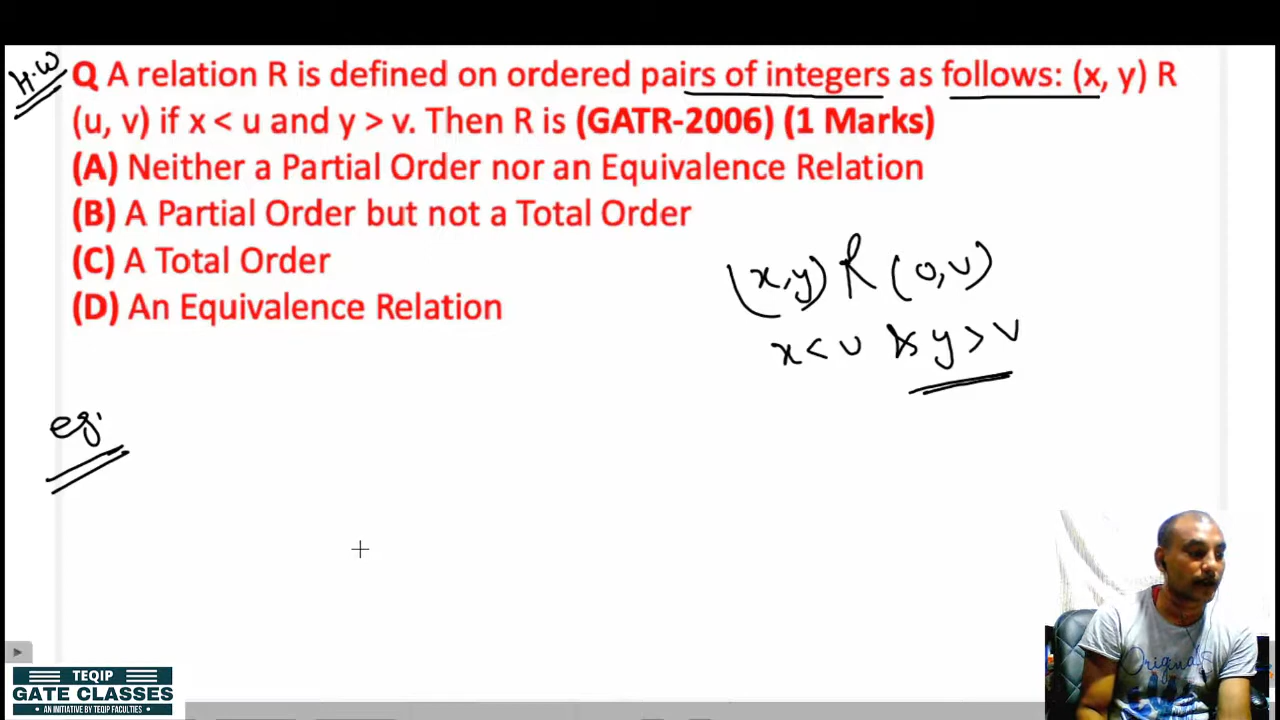 H.W
Q A relation R is defined on ordered pairs of integers as follows: (x, y) R
(u, v) if x < u and y > v. Then R is (GATR-2006) (1 Marks)
(A) Neither a Partial Order nor an Equivalence Relation
(B) A Partial Order but not a Total Order
(C) A Total Order
(D) An Equivalence Relation
(x,y) R (u,v)
x < u & y > v
eg.
TEQIP
GATE CLASSES
AN INITIATIVE BY TEQIP FACULTIES
Originals